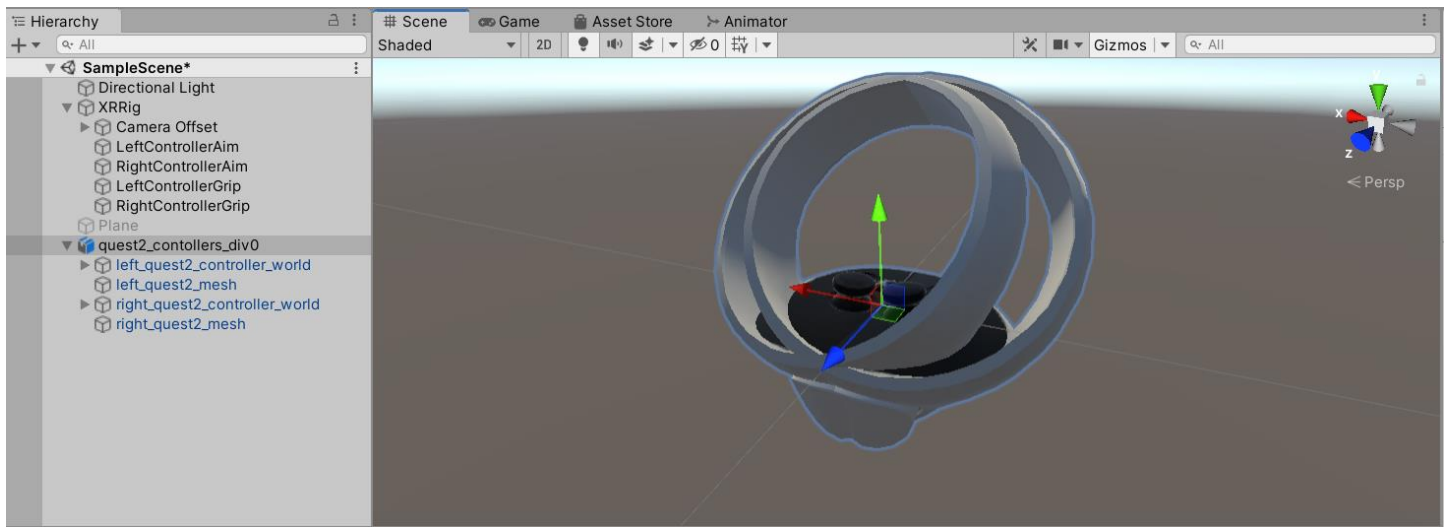 Hierarchy
All
SampleScene*
Directional Light
XRRig
Camera Offset
LeftControllerAim
RightControllerAim
LeftControllerGrip
RightControllerGrip
Plane
quest2_contollers_div0
left_quest2_controller_world
left_quest2_mesh
right_quest2_controller_world
right_quest2_mesh
Scene Game Asset Store Animator
Shaded 2D 0 Gizmos All
y
x
z
Persp